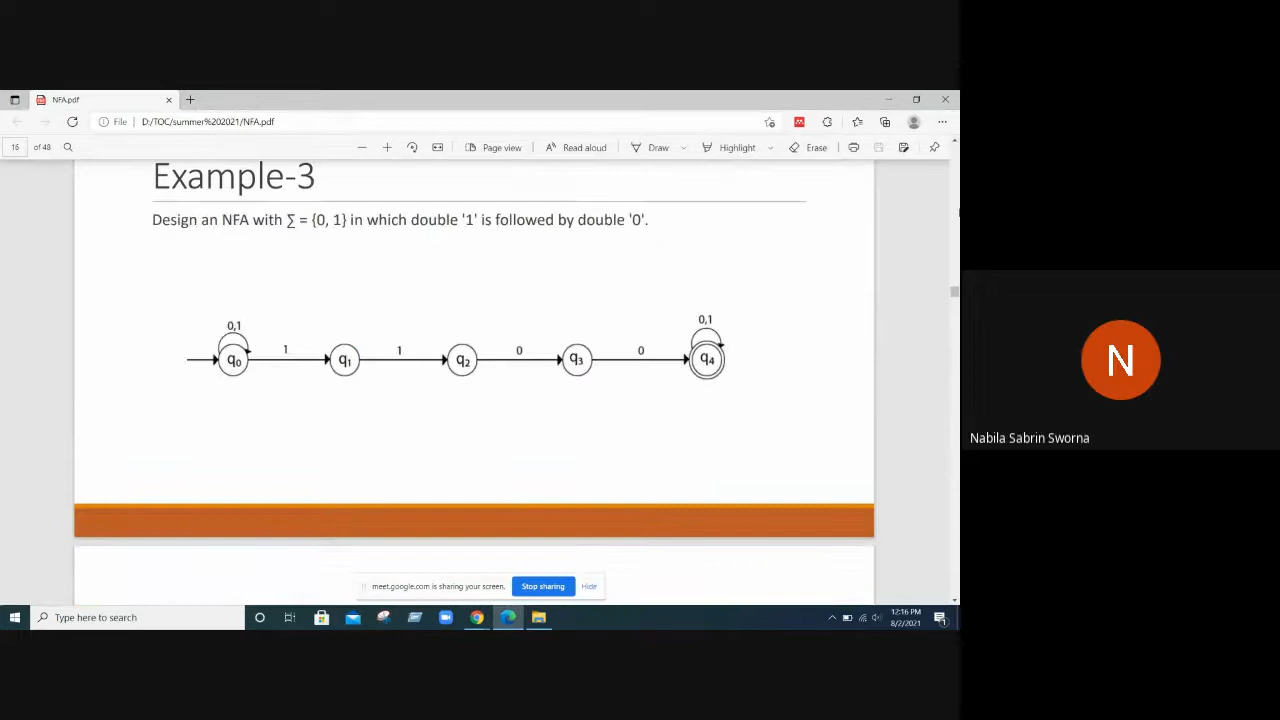 NFA.pdf
File D:/TOC/summer%202021/NFA.pdf
16 of 48 Page view Read aloud Draw Highlight Erase
Example-3
Design an NFA with ∑ = {0, 1} in which double '1' is followed by double '0'.
0,1 0,1
1 1 0 0
q0 q1 q2 q3 q4
N
Nabila Sabrin Sworna
meet.google.com is sharing your screen. Stop sharing Hide
Type here to search
12:16 PM
8/2/2021